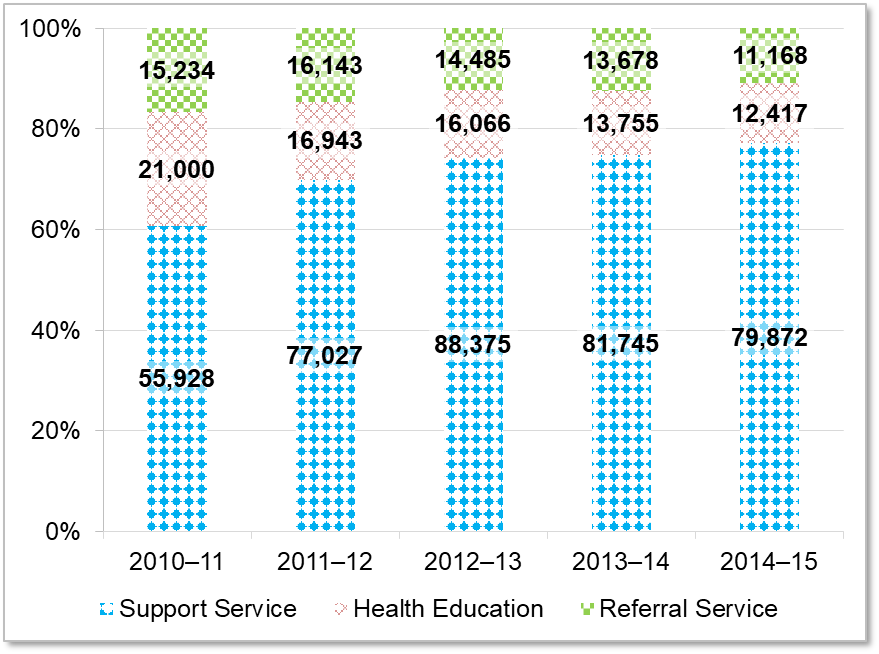 100%
15,234 16,143 14,485 13,678 11,168
80%
21,000 16,943 16,066 13,755 12,417
60%
40%
55,928 77,027 88,375 81,745 79,872
20%
0%
2010–11 2011–12 2012–13 2013–14 2014–15
Support Service Health Education Referral Service